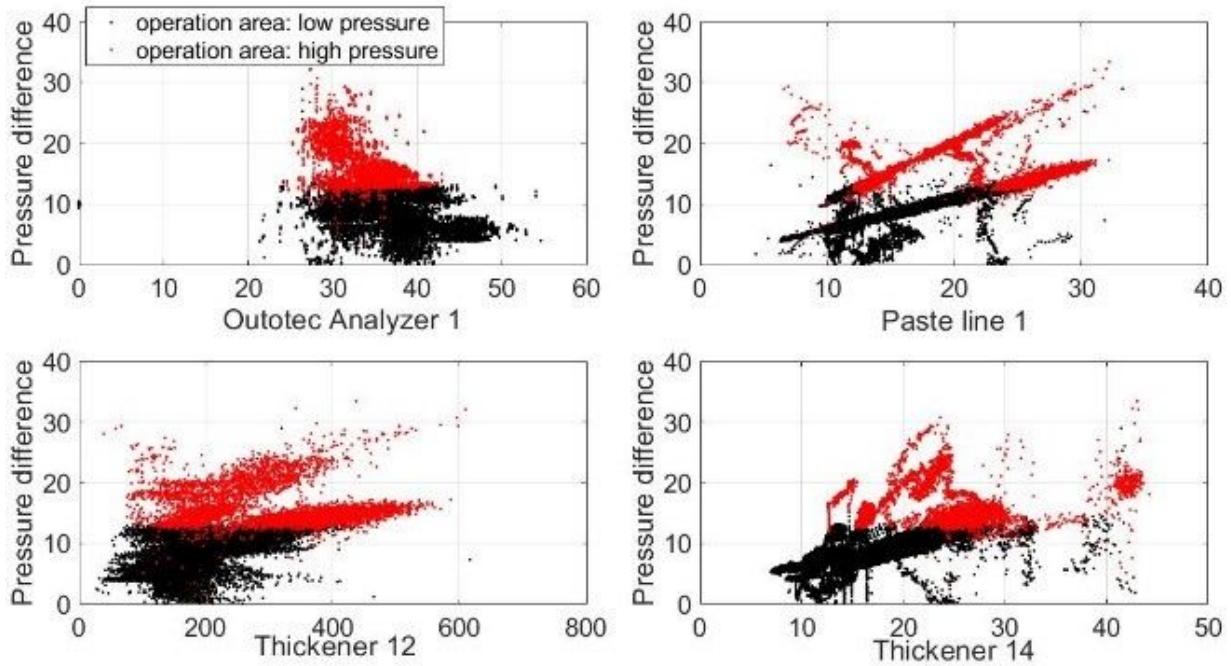 operation area: low pressure
operation area: high pressure
Pressure difference
40
30
20
10
0
0 10 20 30 40 50 60
Outotec Analyzer 1
Pressure difference
40
30
20
10
0
0 10 20 30 40
Paste line 1
Pressure difference
40
30
20
10
0
0 200 400 600 800
Thickener 12
Pressure difference
40
30
20
10
0
0 10 20 30 40 50
Thickener 14